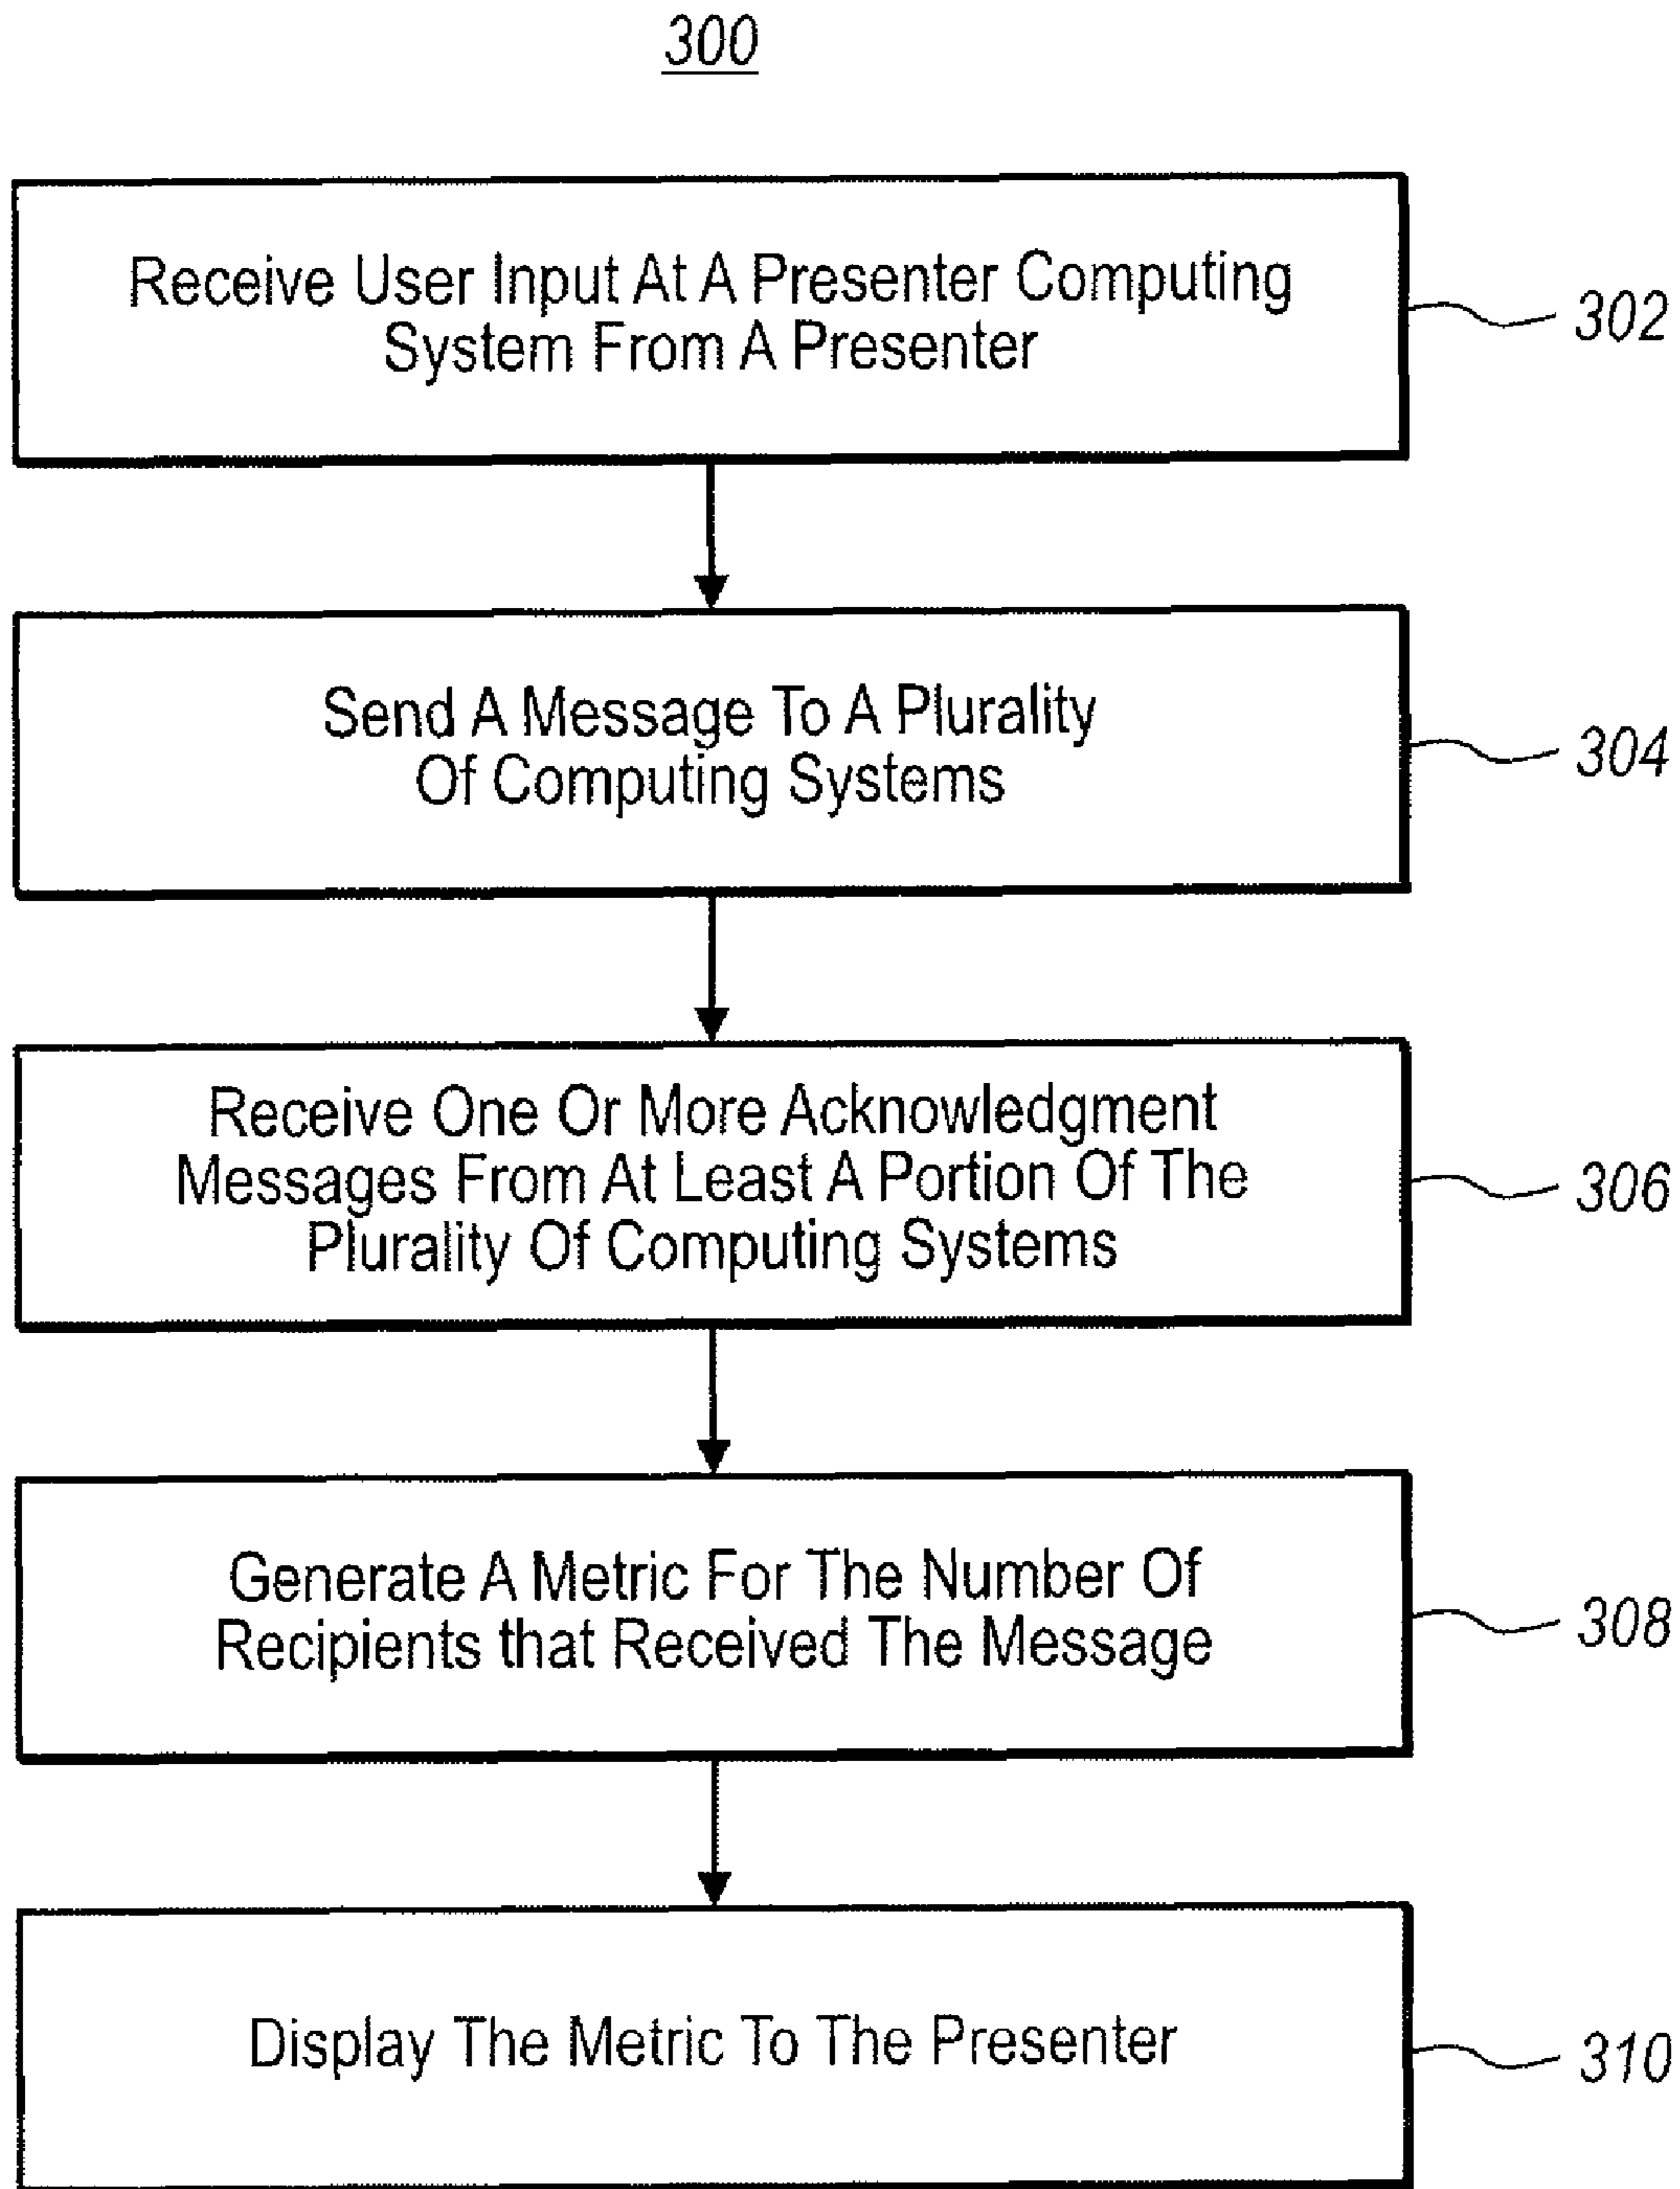 300
Receive User Input At A Presenter Computing
System From A Presenter
302
Send A Message To A Plurality
Of Computing Systems
304
Receive One Or More Acknowledgment
Messages From At Least A Portion Of The
Plurality Of Computing Systems
306
Generate A Metric For The Number Of
Recipients that Received The Message
308
Display The Metric To The Presenter
310